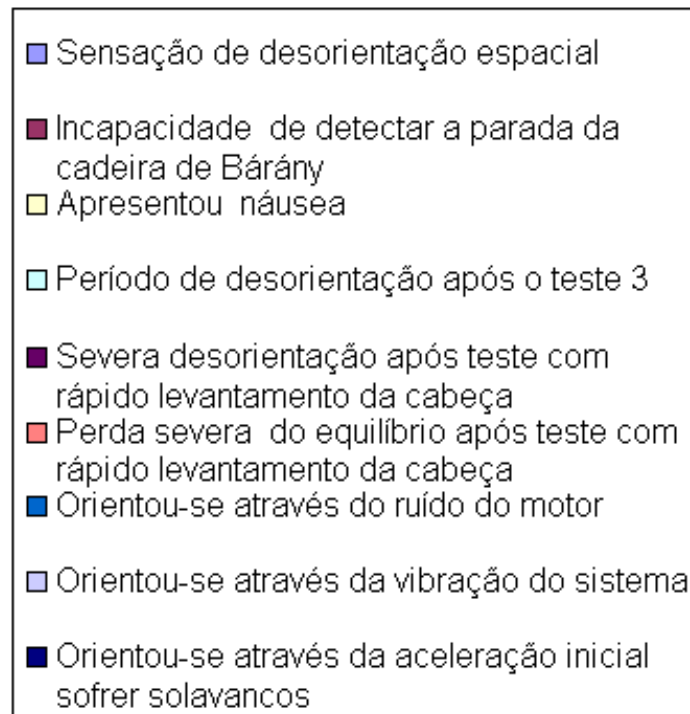 Sensação de desorientação espacial
Incapacidade de detectar a parada da
cadeira de Bárány
Apresentou náusea
Período de desorientação após o teste 3
Severa desorientação após teste com
rápido levantamento da cabeça
Perda severa do equilíbrio após teste com
rápido levantamento da cabeça
Orientou-se através do ruído do motor
Orientou-se através da vibração do sistema
Orientou-se através da aceleração inicial
sofrer solavancos